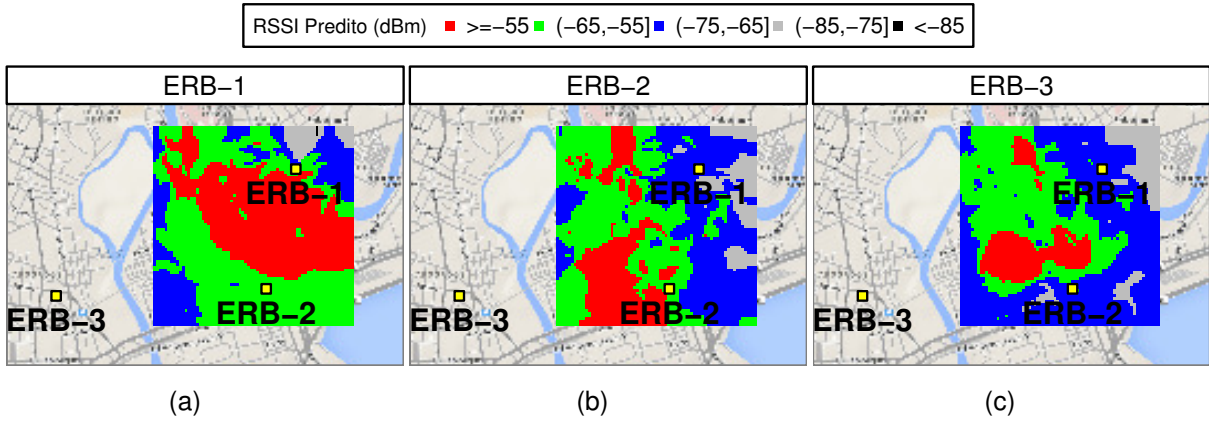 RSSI Predito (dBm) >=−55 (−65,−55] (−75,−65] (−85,−75] <−85
ERB−1 ERB−2 ERB−3
ERB−1 ERB−1 ERB−1
ERB−3 ERB−2 ERB−3 ERB−2 ERB−3 ERB−2
(a) (b) (c)